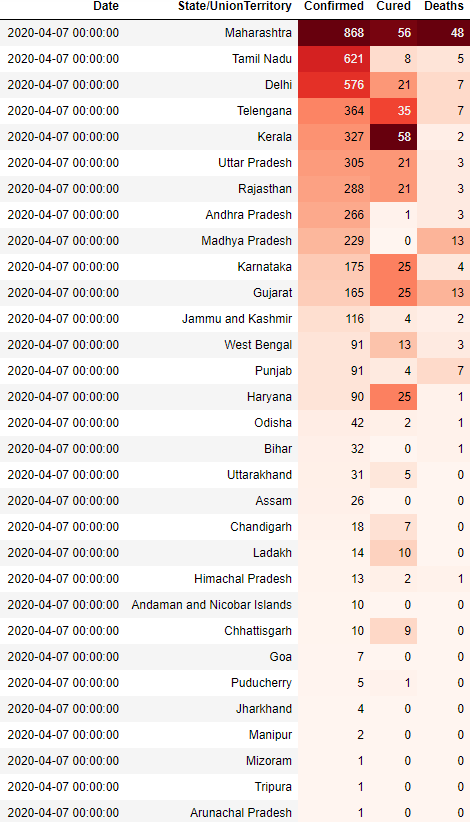 Date State/UnionTerritory Confirmed Cured Deaths
2020-04-07 00:00:00 Maharashtra 868 56 48
2020-04-07 00:00:00 Tamil Nadu 621 8 5
2020-04-07 00:00:00 Delhi 576 21 7
2020-04-07 00:00:00 Telengana 364 35 7
2020-04-07 00:00:00 Kerala 327 58 2
2020-04-07 00:00:00 Uttar Pradesh 305 21 3
2020-04-07 00:00:00 Rajasthan 288 21 3
2020-04-07 00:00:00 Andhra Pradesh 266 1 3
2020-04-07 00:00:00 Madhya Pradesh 229 0 13
2020-04-07 00:00:00 Karnataka 175 25 4
2020-04-07 00:00:00 Gujarat 165 25 13
2020-04-07 00:00:00 Jammu and Kashmir 116 4 2
2020-04-07 00:00:00 West Bengal 91 13 3
2020-04-07 00:00:00 Punjab 91 4 7
2020-04-07 00:00:00 Haryana 90 25 1
2020-04-07 00:00:00 Odisha 42 2 1
2020-04-07 00:00:00 Bihar 32 0 1
2020-04-07 00:00:00 Uttarakhand 31 5 0
2020-04-07 00:00:00 Assam 26 0 0
2020-04-07 00:00:00 Chandigarh 18 7 0
2020-04-07 00:00:00 Ladakh 14 10 0
2020-04-07 00:00:00 Himachal Pradesh 13 2 1
2020-04-07 00:00:00 Andaman and Nicobar Islands 10 0 0
2020-04-07 00:00:00 Chhattisgarh 10 9 0
2020-04-07 00:00:00 Goa 7 0 0
2020-04-07 00:00:00 Puducherry 5 1 0
2020-04-07 00:00:00 Jharkhand 4 0 0
2020-04-07 00:00:00 Manipur 2 0 0
2020-04-07 00:00:00 Mizoram 1 0 0
2020-04-07 00:00:00 Tripura 1 0 0
2020-04-07 00:00:00 Arunachal Pradesh 1 0 0